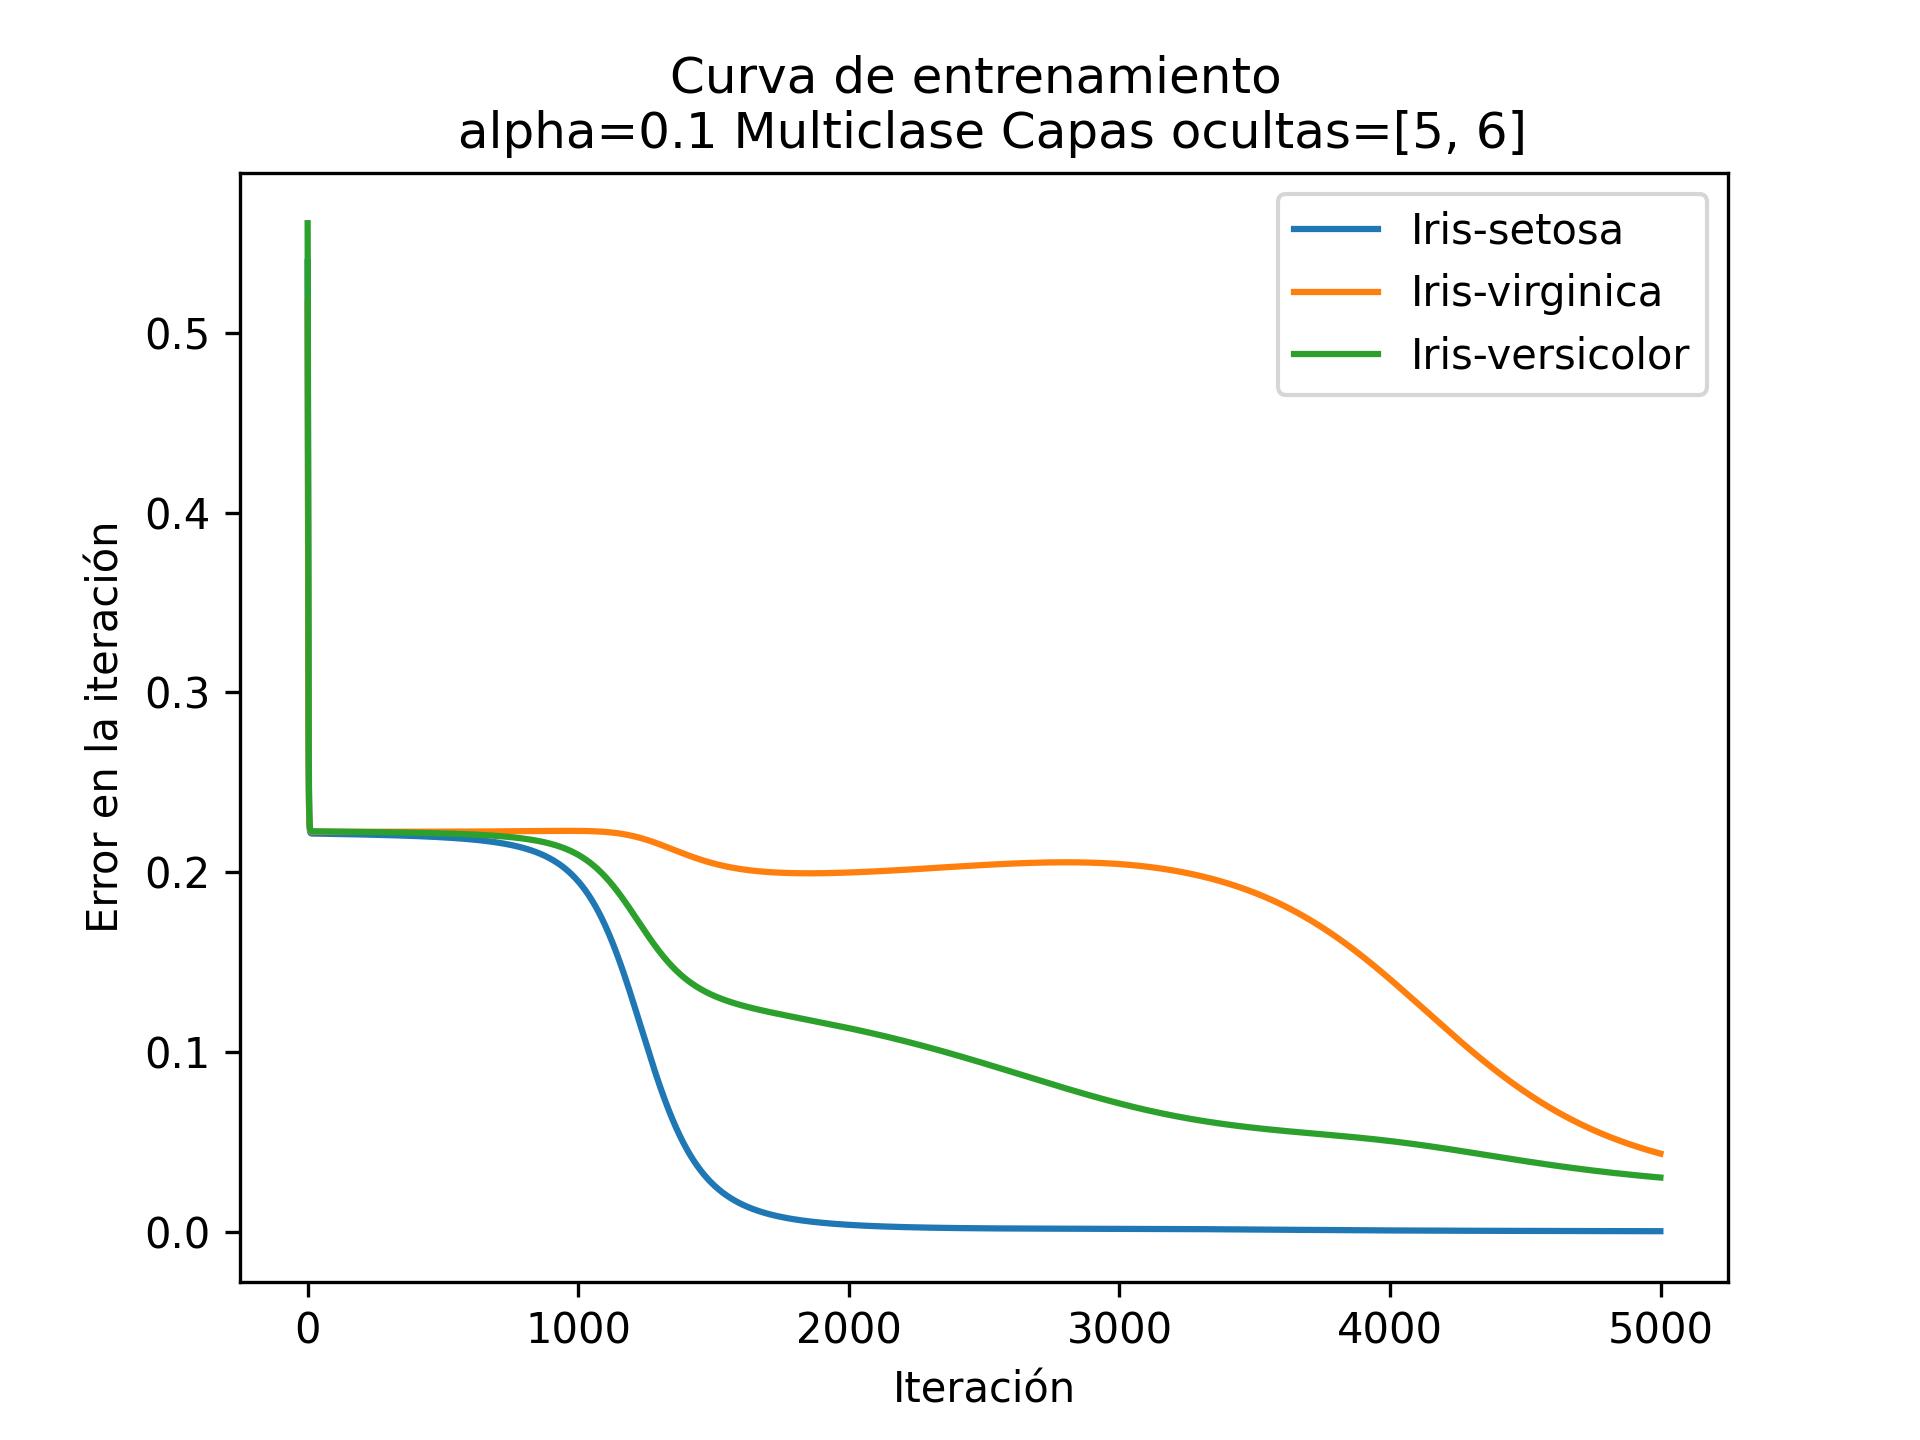 Curva de entrenamiento
alpha=0.1 Multiclase Capas ocultas=[5, 6]
Iris-setosa
Iris-virginica
Iris-versicolor
Error en la iteración
0.5
0.4
0.3
0.2
0.1
0.0
0 1000 2000 3000 4000 5000
Iteración